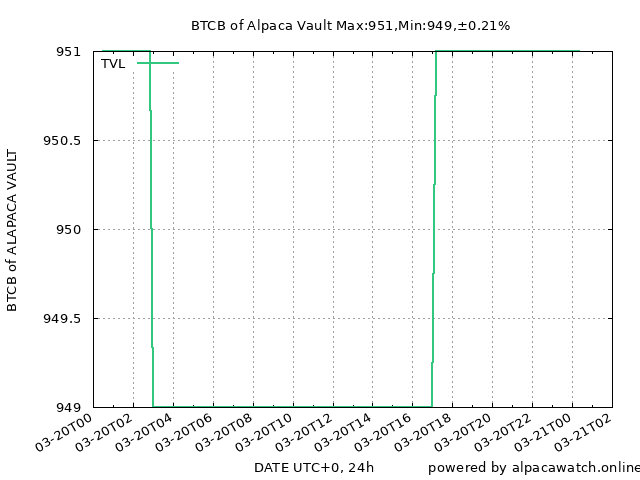 BTCB of Alpaca Vault Max:951,Min:949,±0.21%
TVL
951
950.5
950
949.5
949
BTCB of ALAPACA VAULT
03-20T00
03-20T02
03-20T04
03-20T06
03-20T08
03-20T10
03-20T12
03-20T14
03-20T16
03-20T18
03-20T20
03-20T22
03-21T00
03-21T02
DATE UTC+0, 24h
powered by alpacawatch.online